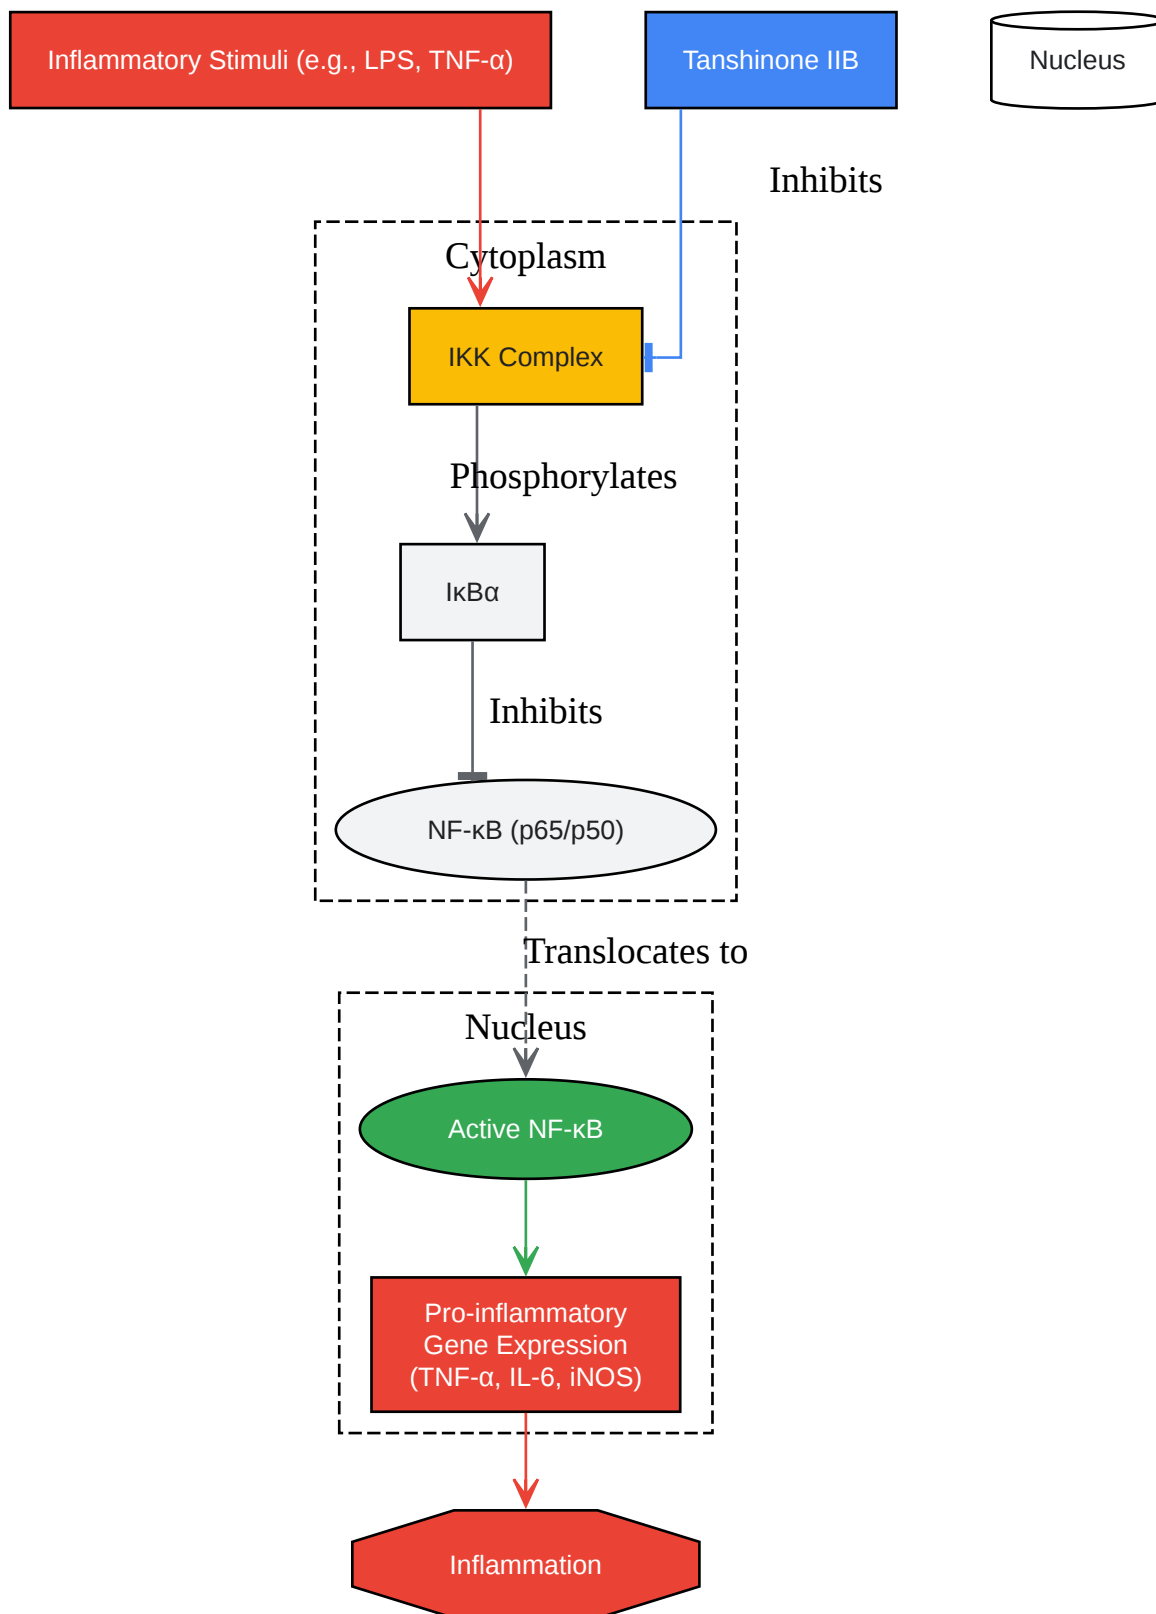 Inflammatory Stimuli (e.g., LPS, TNF-α)
Tanshinone IIB
Nucleus
Inhibits
Cytoplasm
IKK Complex
Phosphorylates
IκBα
Inhibits
NF-κB (p65/p50)
Translocates to
Nucleus
Active NF-κB
Pro-inflammatory
Gene Expression
(TNF-α, IL-6, iNOS)
Inflammation